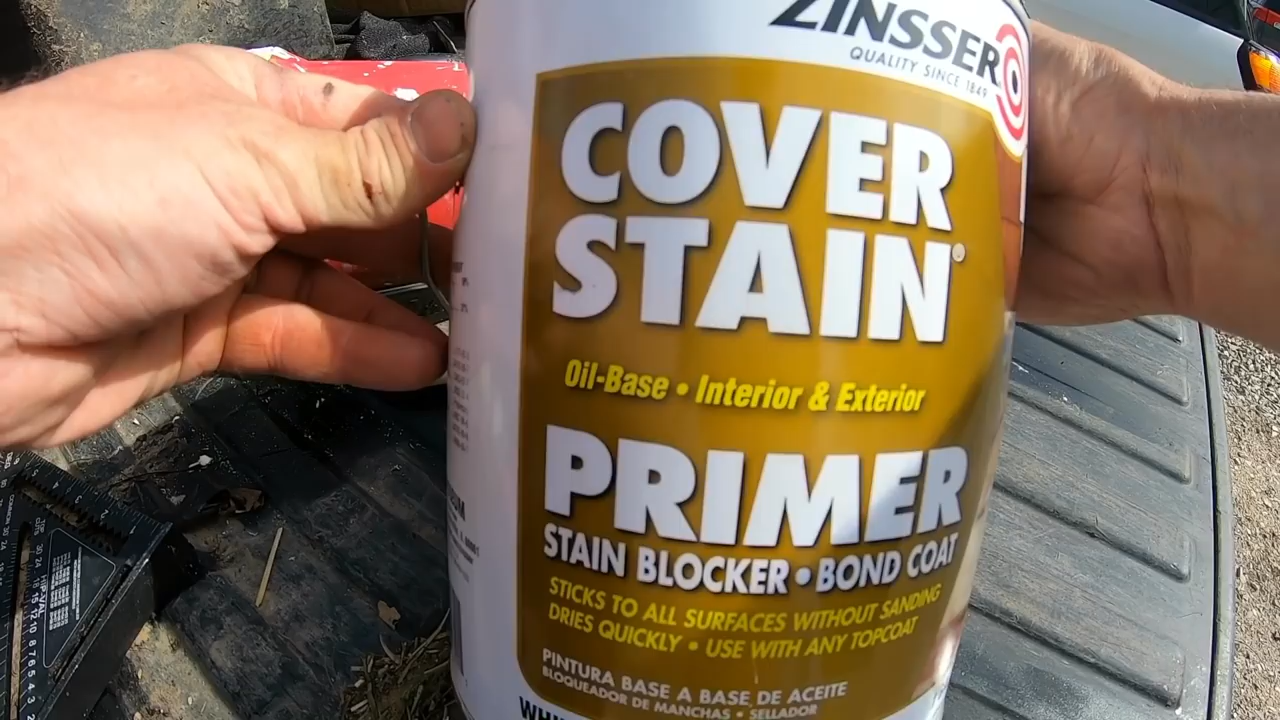 ZINSSER
QUALITY SINCE 1849
COVER
STAIN®
Oil-Base • Interior & Exterior
PRIMER
STAIN BLOCKER • BOND COAT
STICKS TO ALL SURFACES WITHOUT SANDING
DRIES QUICKLY • USE WITH ANY TOPCOAT
PINTURA BASE A BASE DE ACEITE
BLOQUEADOR DE MANCHAS • SELLADOR